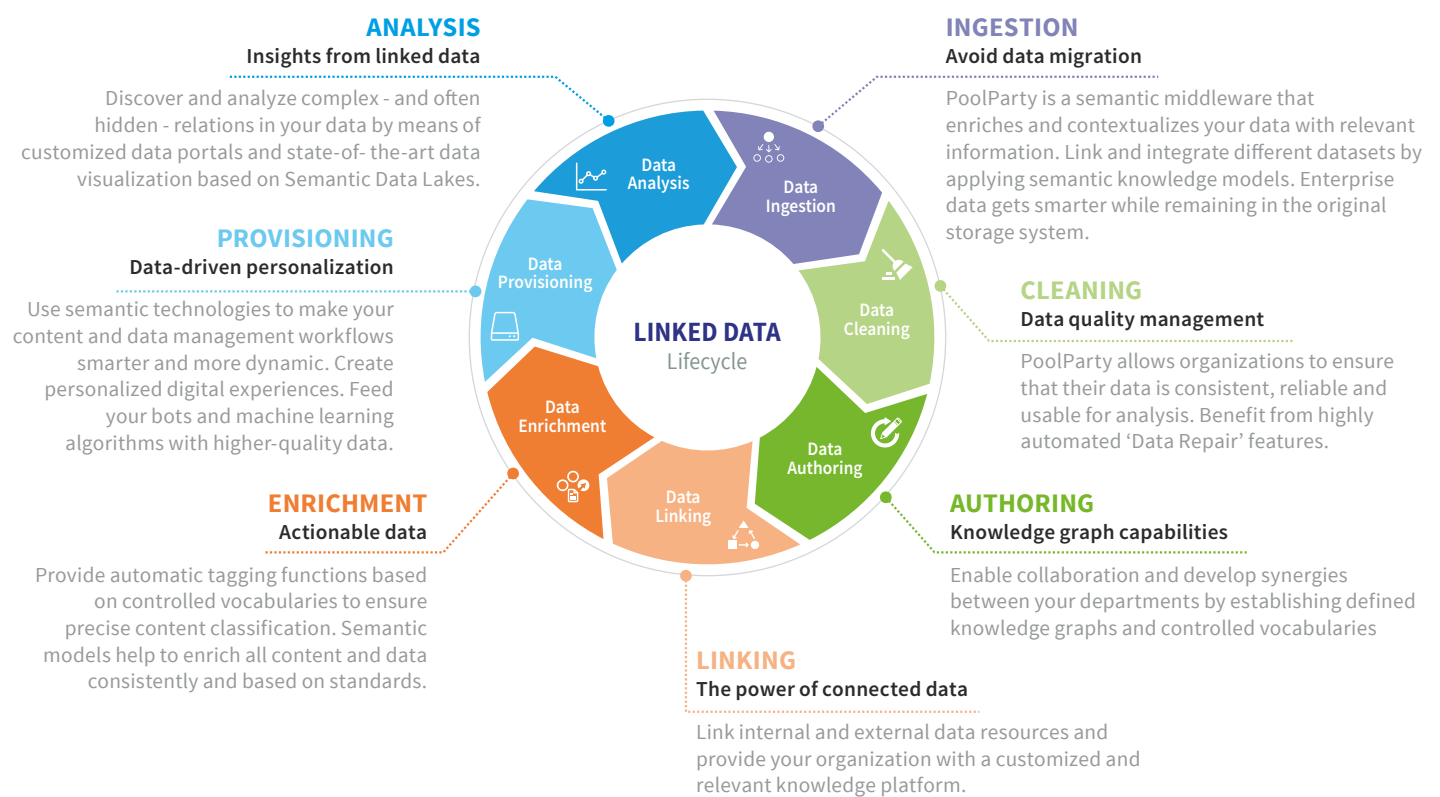 ANALYSIS
Insights from linked data
Discover and analyze complex - and often
hidden - relations in your data by means of
customized data portals and state-of- the-art data
visualization based on Semantic Data Lakes.
INGESTION
Avoid data migration
PoolParty is a semantic middleware that
enriches and contextualizes your data with relevant
information. Link and integrate different datasets by
applying semantic knowledge models. Enterprise
data gets smarter while remaining in the original
storage system.
PROVISIONING
Data-driven personalization
Use semantic technologies to make your
content and data management workflows
smarter and more dynamic. Create
personalized digital experiences. Feed
your bots and machine learning
algorithms with higher-quality data.
CLEANING
Data quality management
PoolParty allows organizations to ensure
that their data is consistent, reliable and
usable for analysis. Benefit from highly
automated ‘Data Repair’ features.
ENRICHMENT
Actionable data
Provide automatic tagging functions based
on controlled vocabularies to ensure
precise content classification. Semantic
models help to enrich all content and data
consistently and based on standards.
AUTHORING
Knowledge graph capabilities
Enable collaboration and develop synergies
between your departments by establishing defined
knowledge graphs and controlled vocabularies
LINKING
The power of connected data
Link internal and external data resources and
provide your organization with a customized and
relevant knowledge platform.
LINKED DATA
Lifecycle
Data
Analysis
Data
Ingestion
Data
Cleaning
Data
Authoring
Data
Linking
Data
Enrichment
Data
Provisioning